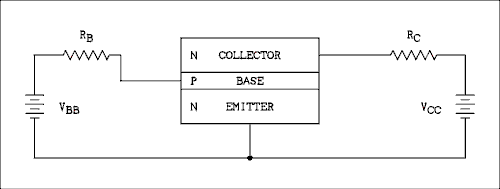 R_B
R_C
N COLLECTOR
P BASE
N EMITTER
V_BB
V_CC